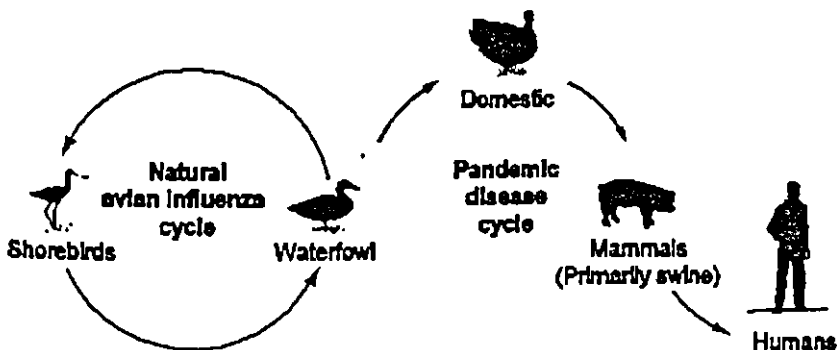 Domestic
Natural
avian influenza
cycle
Pandemic
disease
cycle
Shorebirds
Waterfowl
Mammals
(Primarily swine)
Humans